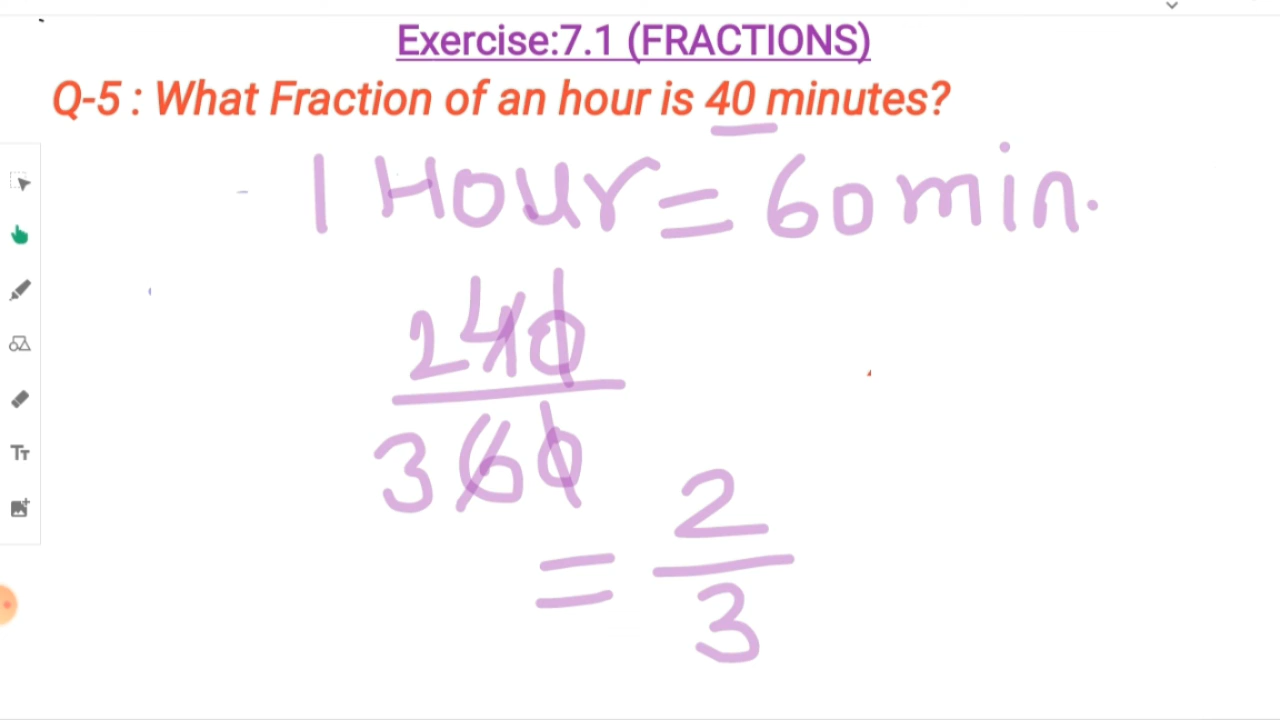 Exercise:7.1 (FRACTIONS)
Q-5 : What Fraction of an hour is 40 minutes?
1 Hour = 60 min.
240
360
= 2
3
TT